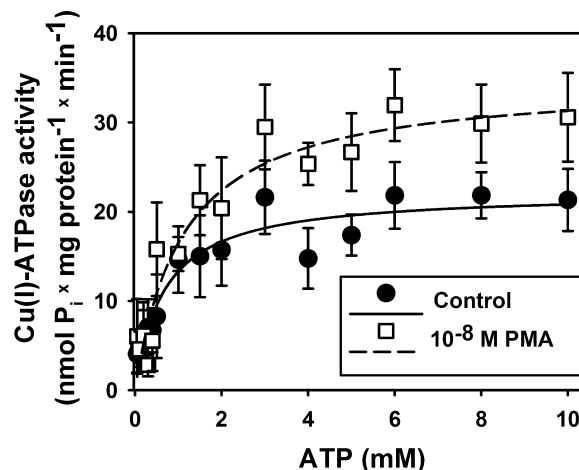 Cu(I)-ATPase activity
(nmol Pᵢ × mg protein⁻¹ × min⁻¹)
40
30
20
10
0
Control
10⁻⁸ M PMA
0 2 4 6 8 10
ATP (mM)